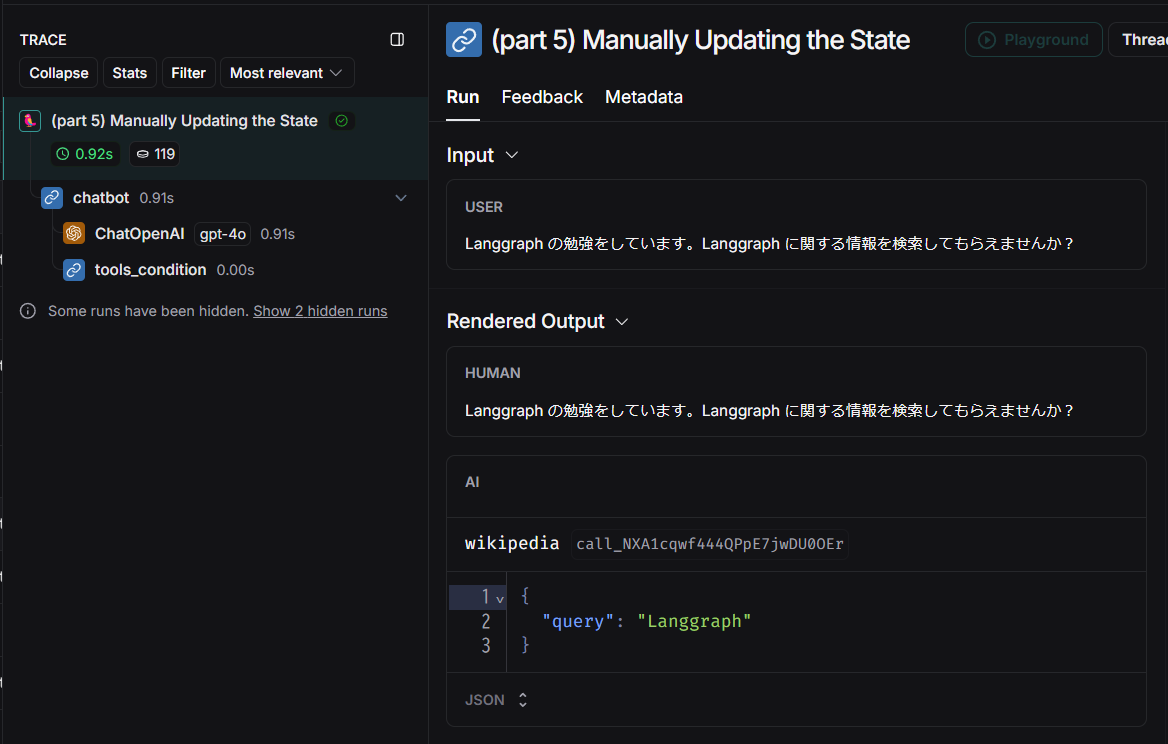 TRACE
Collapse Stats Filter Most relevant
(part 5) Manually Updating the State
0.92s 119
chatbot 0.91s
ChatOpenAI gpt-4o 0.91s
tools_condition 0.00s
Some runs have been hidden. Show 2 hidden runs
(part 5) Manually Updating the State
Playground
Run Feedback Metadata
Input
USER
Langgraph の勉強をしています。Langgraph に関する情報を検索してもらえませんか？
Rendered Output
HUMAN
Langgraph の勉強をしています。Langgraph に関する情報を検索してもらえませんか？
AI
wikipedia call_NXA1cqwf444QPpE7jwDU0OEr
1 {
2 "query": "Langgraph"
3 }
JSON